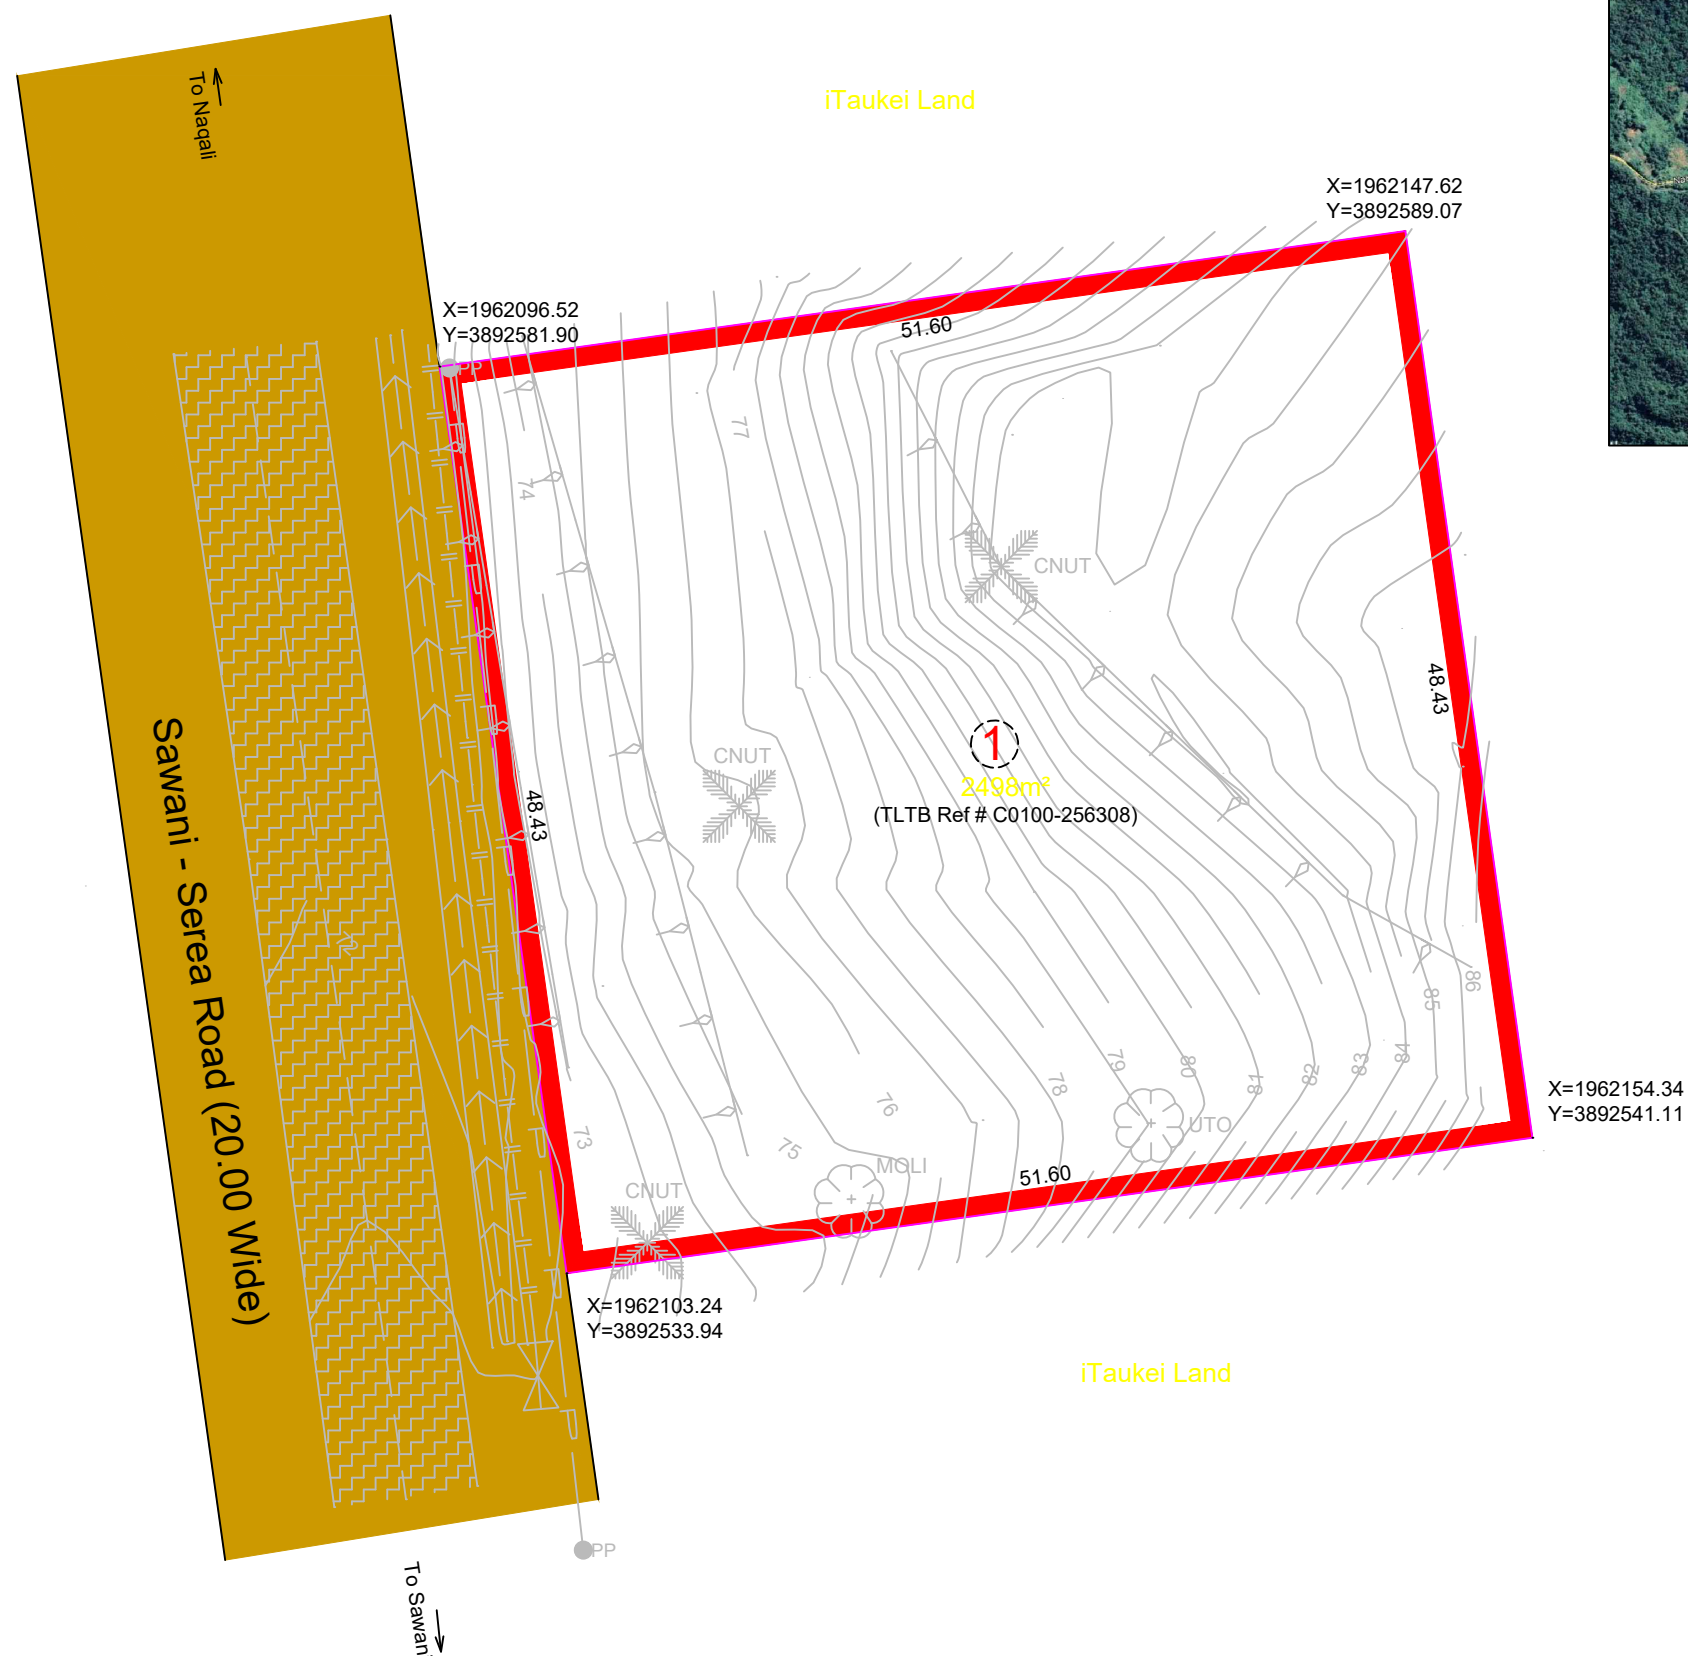 To Naqali
iTaukei Land
X=1962147.62
Y=3892589.07
X=1962096.52
Y=3892581.90
PP
51.60
77
74
CNUT
48.43
CNUT
1
2498m²
(TLTB Ref # C0100-256308)
48.43
Sawani - Serea Road (20.00 Wide)
72
86
85
84
83
82
81
80
79
78
76
75
73
UTO
MOLI
CNUT
51.60
X=1962154.34
Y=3892541.11
X=1962103.24
Y=3892533.94
iTaukei Land
PP
To Sawani